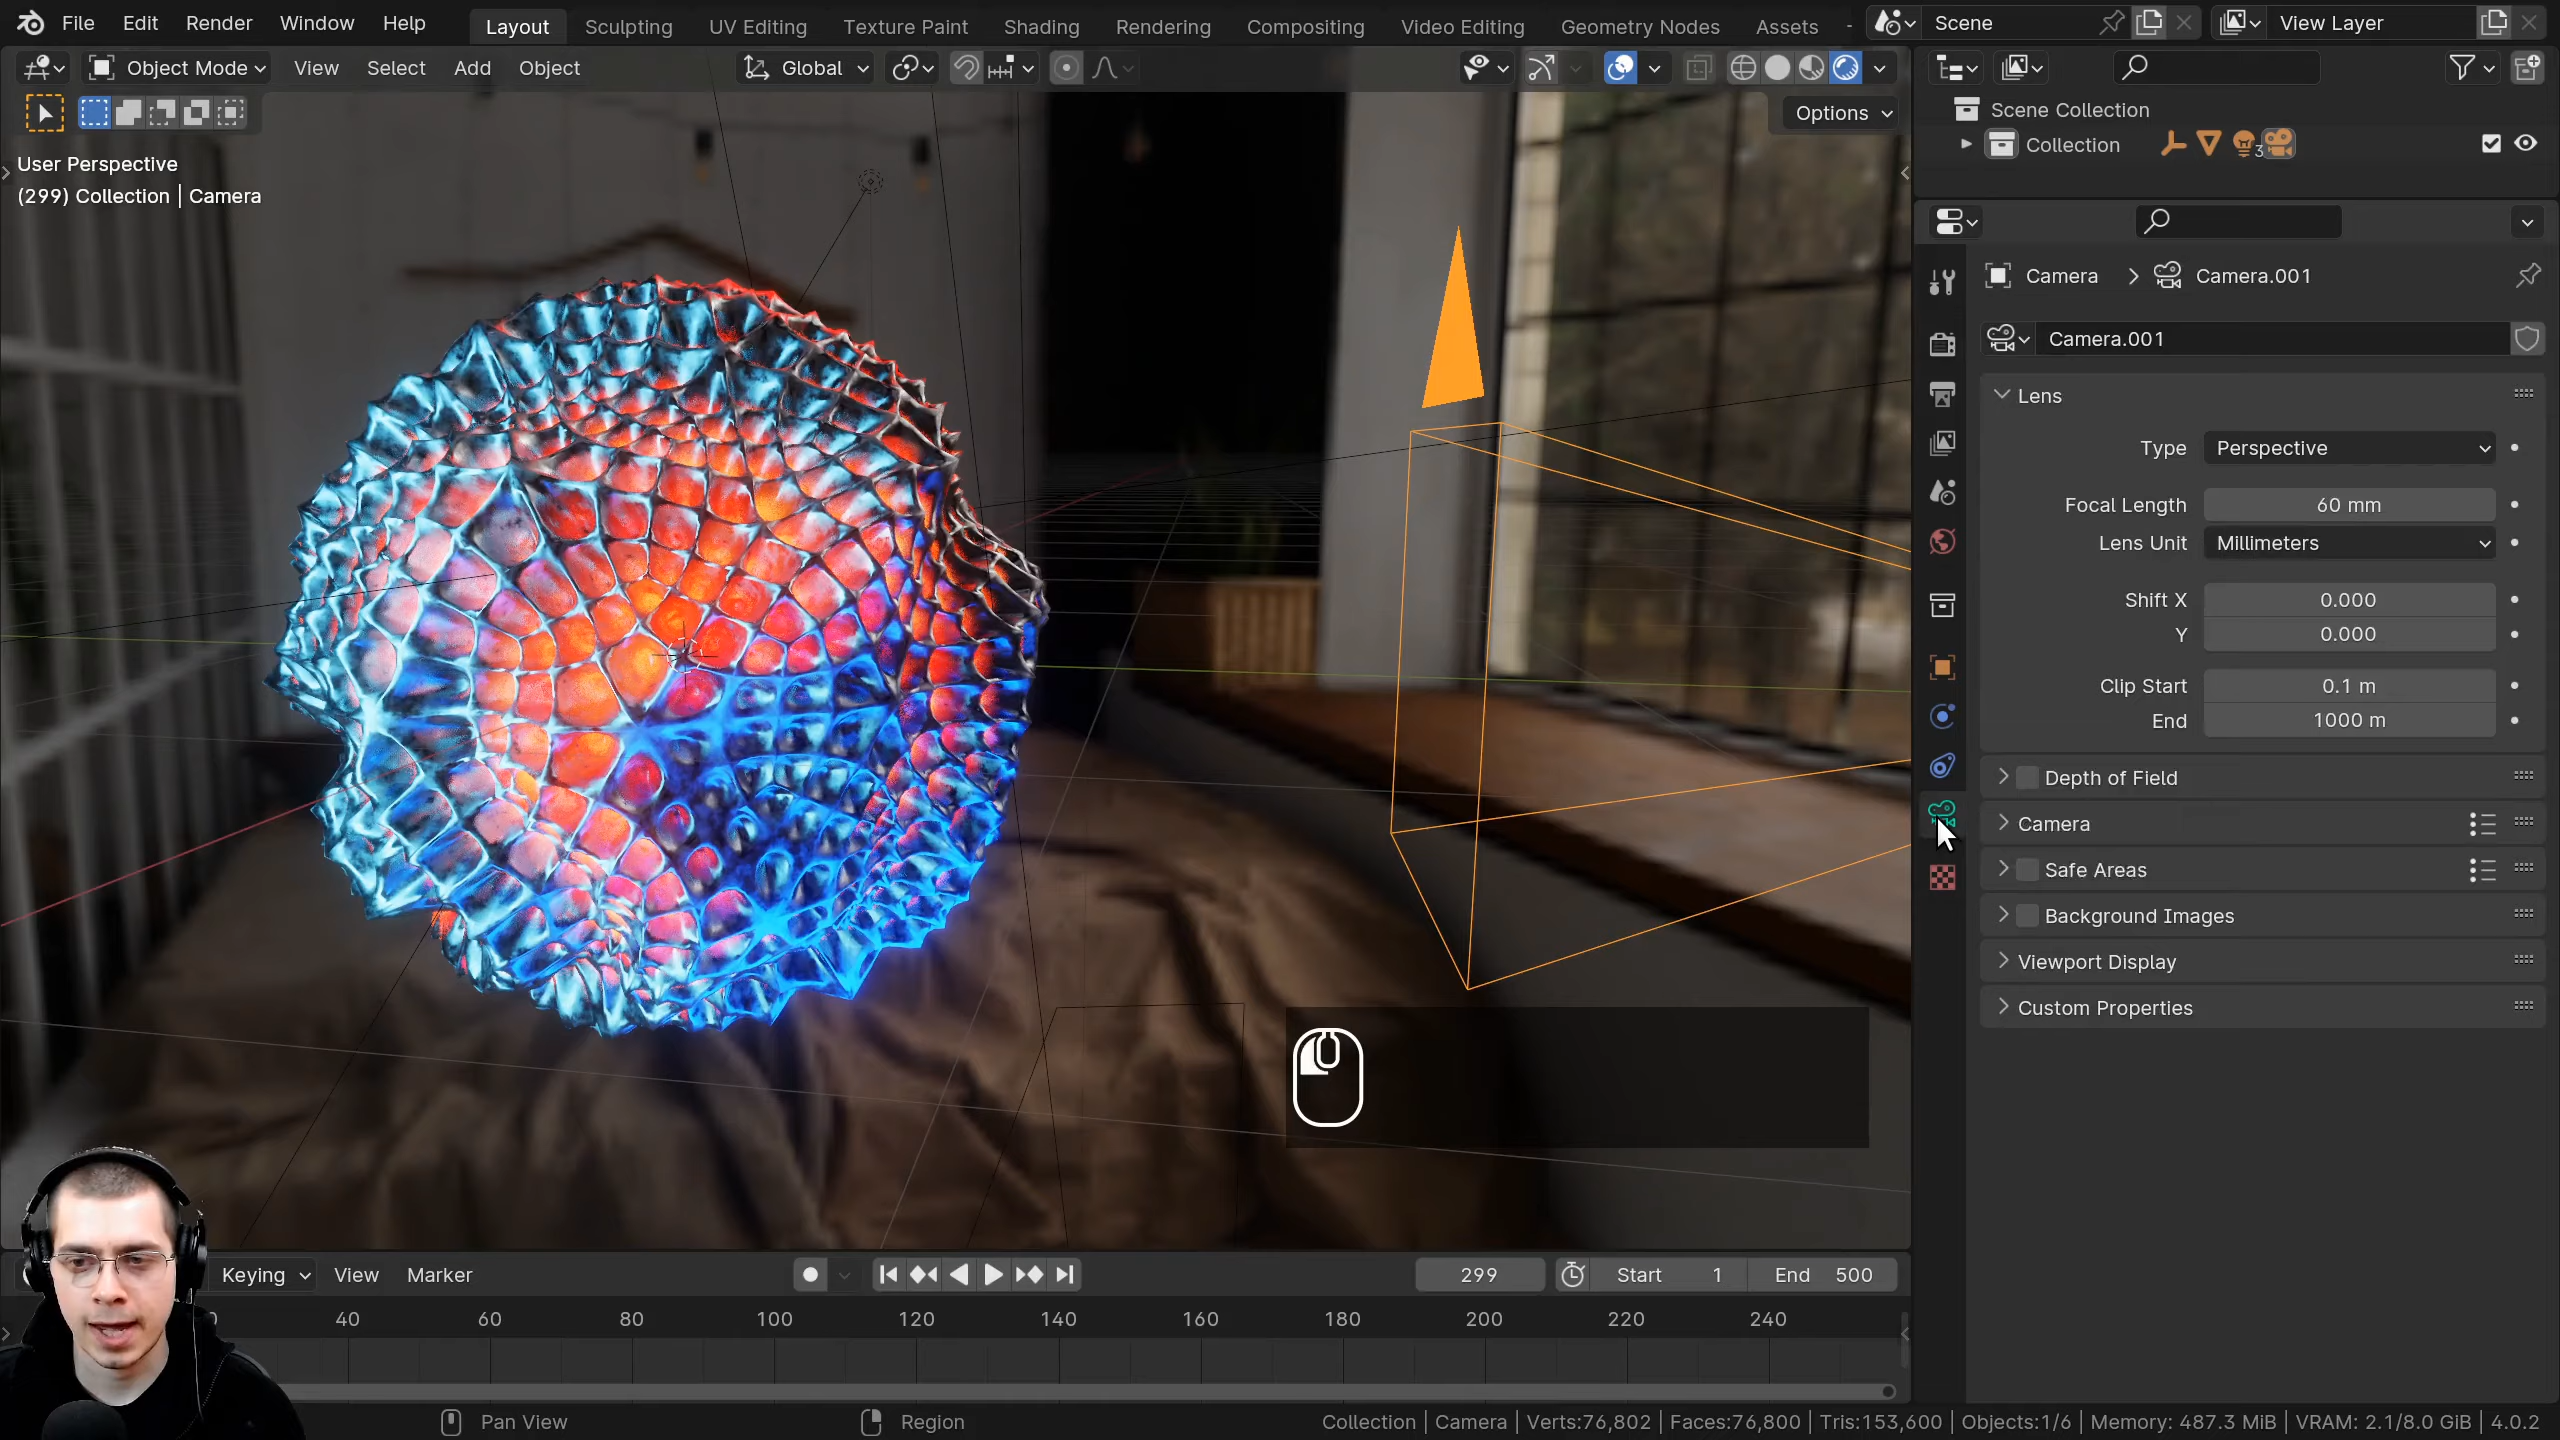 File Edit Render Window Help Layout Sculpting UV Editing Texture Paint Shading Rendering Compositing Video Editing Geometry Nodes Assets Scene View Layer
Object Mode View Select Add Object Global
Options
User Perspective
(299) Collection | Camera
Scene Collection
Collection 3
Camera > Camera.001
Camera.001
Lens
Type Perspective
Focal Length 60 mm
Lens Unit Millimeters
Shift X 0.000
Y 0.000
Clip Start 0.1 m
End 1000 m
Depth of Field
Camera
Safe Areas
Background Images
Viewport Display
Custom Properties
Keying View Marker 299 Start 1 End 500
40 60 80 100 120 140 160 180 200 220 240
Pan View Region Collection | Camera | Verts:76,802 | Faces:76,800 | Tris:153,600 | Objects:1/6 | Memory: 487.3 MiB | VRAM: 2.1/8.0 GiB | 4.0.2